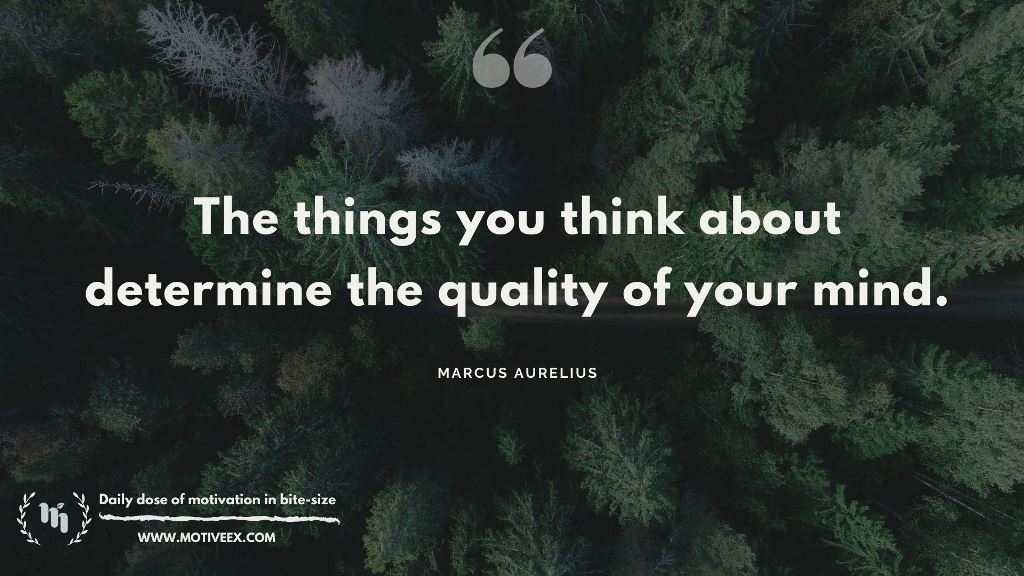 “
The things you think about
determine the quality of your mind.
MARCUS AURELIUS
Daily dose of motivation in bite-size
WWW.MOTIVEEX.COM